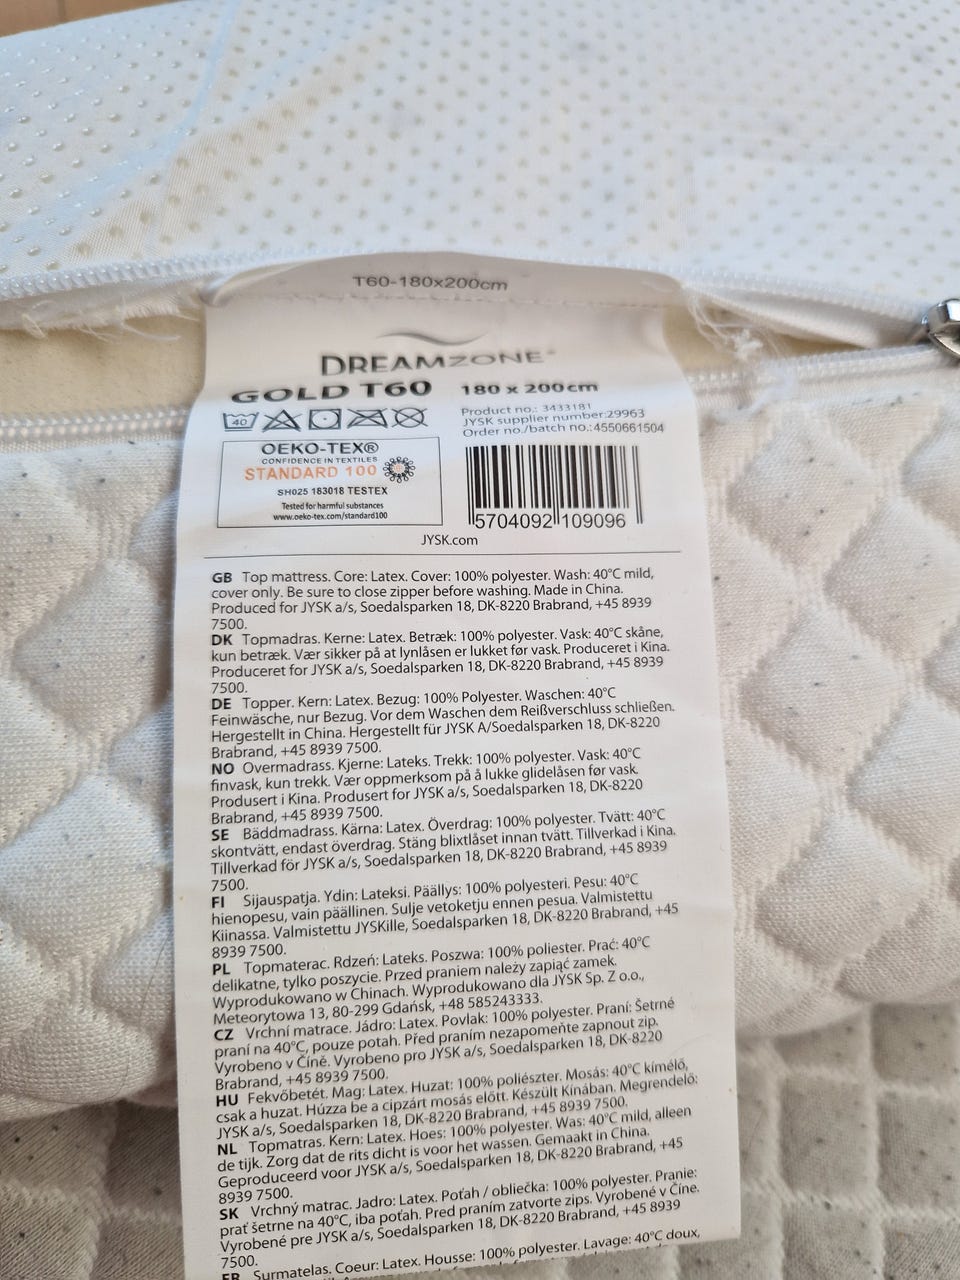 T60-180x200cm
DREAMZONE®
GOLD T60 180 x 200cm
40
Product no.: 3433181
JYSK supplier number:29963
Order no./batch no.:4550661504
OEKO-TEX®
CONFIDENCE IN TEXTILES
STANDARD 100
SH025 183018 TESTEX
Tested for harmful substances
www.oeko-tex.com/standard100
5704092 109096
JYSK.com
GB Top mattress. Core: Latex. Cover: 100% polyester. Wash: 40°C mild,
cover only. Be sure to close zipper before washing. Made in China.
Produced for JYSK a/s, Soedalsparken 18, DK-8220 Brabrand, +45 8939
7500.
DK Topmadras. Kerne: Latex. Betræk: 100% polyester. Vask: 40°C skåne,
kun betræk. Vær sikker på at lynlåsen er lukket før vask. Produceret i Kina.
Produceret for JYSK a/s, Soedalsparken 18, DK-8220 Brabrand, +45 8939
7500.
DE Topper. Kern: Latex. Bezug: 100% Polyester. Waschen: 40°C
Feinwäsche, nur Bezug. Vor dem Waschen dem Reißverschluss schließen.
Hergestellt in China. Hergestellt für JYSK A/Soedalsparken 18, DK-8220
Brabrand, +45 8939 7500.
NO Overmadrass. Kjerne: Lateks. Trekk: 100% polyester. Vask: 40°C
finvask, kun trekk. Vær oppmerksom på å lukke glidelåsen før vask.
Produsert i Kina. Produsert for JYSK a/s, Soedalsparken 18, DK-8220
Brabrand, +45 8939 7500.
SE Bäddmadrass. Kärna: Latex. Överdrag: 100% polyester. Tvätt: 40°C
skontvätt, endast överdrag. Stäng blixtlåset innan tvätt. Tillverkad i Kina.
Tillverkad för JYSK a/s, Soedalsparken 18, DK-8220 Brabrand, +45 8939
7500.
FI Sijauspatja. Ydin: Lateksi. Päällys: 100% polyesteri. Pesu: 40°C
hienopesu, vain päällinen. Sulje vetoketju ennen pesua. Valmistettu
Kiinassa. Valmistettu JYSKille, Soedalsparken 18, DK-8220 Brabrand, +45
8939 7500.
PL Topmaterac. Rdzeń: Lateks. Poszwa: 100% poliester. Prać: 40°C
delikatne, tylko poszycie. Przed praniem należy zapiąć zamek.
Wyprodukowano w Chinach. Wyprodukowano dla JYSK Sp. Z o.o.,
Meteorytowa 13, 80-299 Gdańsk, +48 585243333.
CZ Vrchní matrace. Jádro: Latex. Povlak: 100% polyester. Praní: Šetrné
praní na 40°C, pouze potah. Před praním nezapomeňte zapnout zip.
Vyrobeno v Číně. Vyrobeno pro JYSK a/s, Soedalsparken 18, DK-8220
Brabrand, +45 8939 7500.
HU Fekvőbetét. Mag: Latex. Huzat: 100% poliészter. Mosás: 40°C kímélő,
csak a huzat. Húzza be a cipzárt mosás előtt. Készült Kínában. Megrendelő:
JYSK a/s, Soedalsparken 18, DK-8220 Brabrand, +45 8939 7500.
NL Topmatras. Kern: Latex. Hoes: 100% polyester. Was: 40°C mild, alleen
de tijk. Zorg dat de rits dicht is voor het wassen. Gemaakt in China.
Geproduceerd voor JYSK a/s, Soedalsparken 18, DK-8220 Brabrand, +45
8939 7500.
SK Vrchný matrac. Jadro: Latex. Poťah / obliečka: 100% polyester. Pranie:
prať šetrne na 40°C, iba poťah. Pred praním zatvorte zips. Vyrobené v Číne.
Vyrobené pre JYSK a/s, Soedalsparken 18, DK-8220 Brabrand, +45 8939
7500.
FR Surmatelas. Coeur: Latex. Housse: 100% polyester. Lavage: 40°C doux,